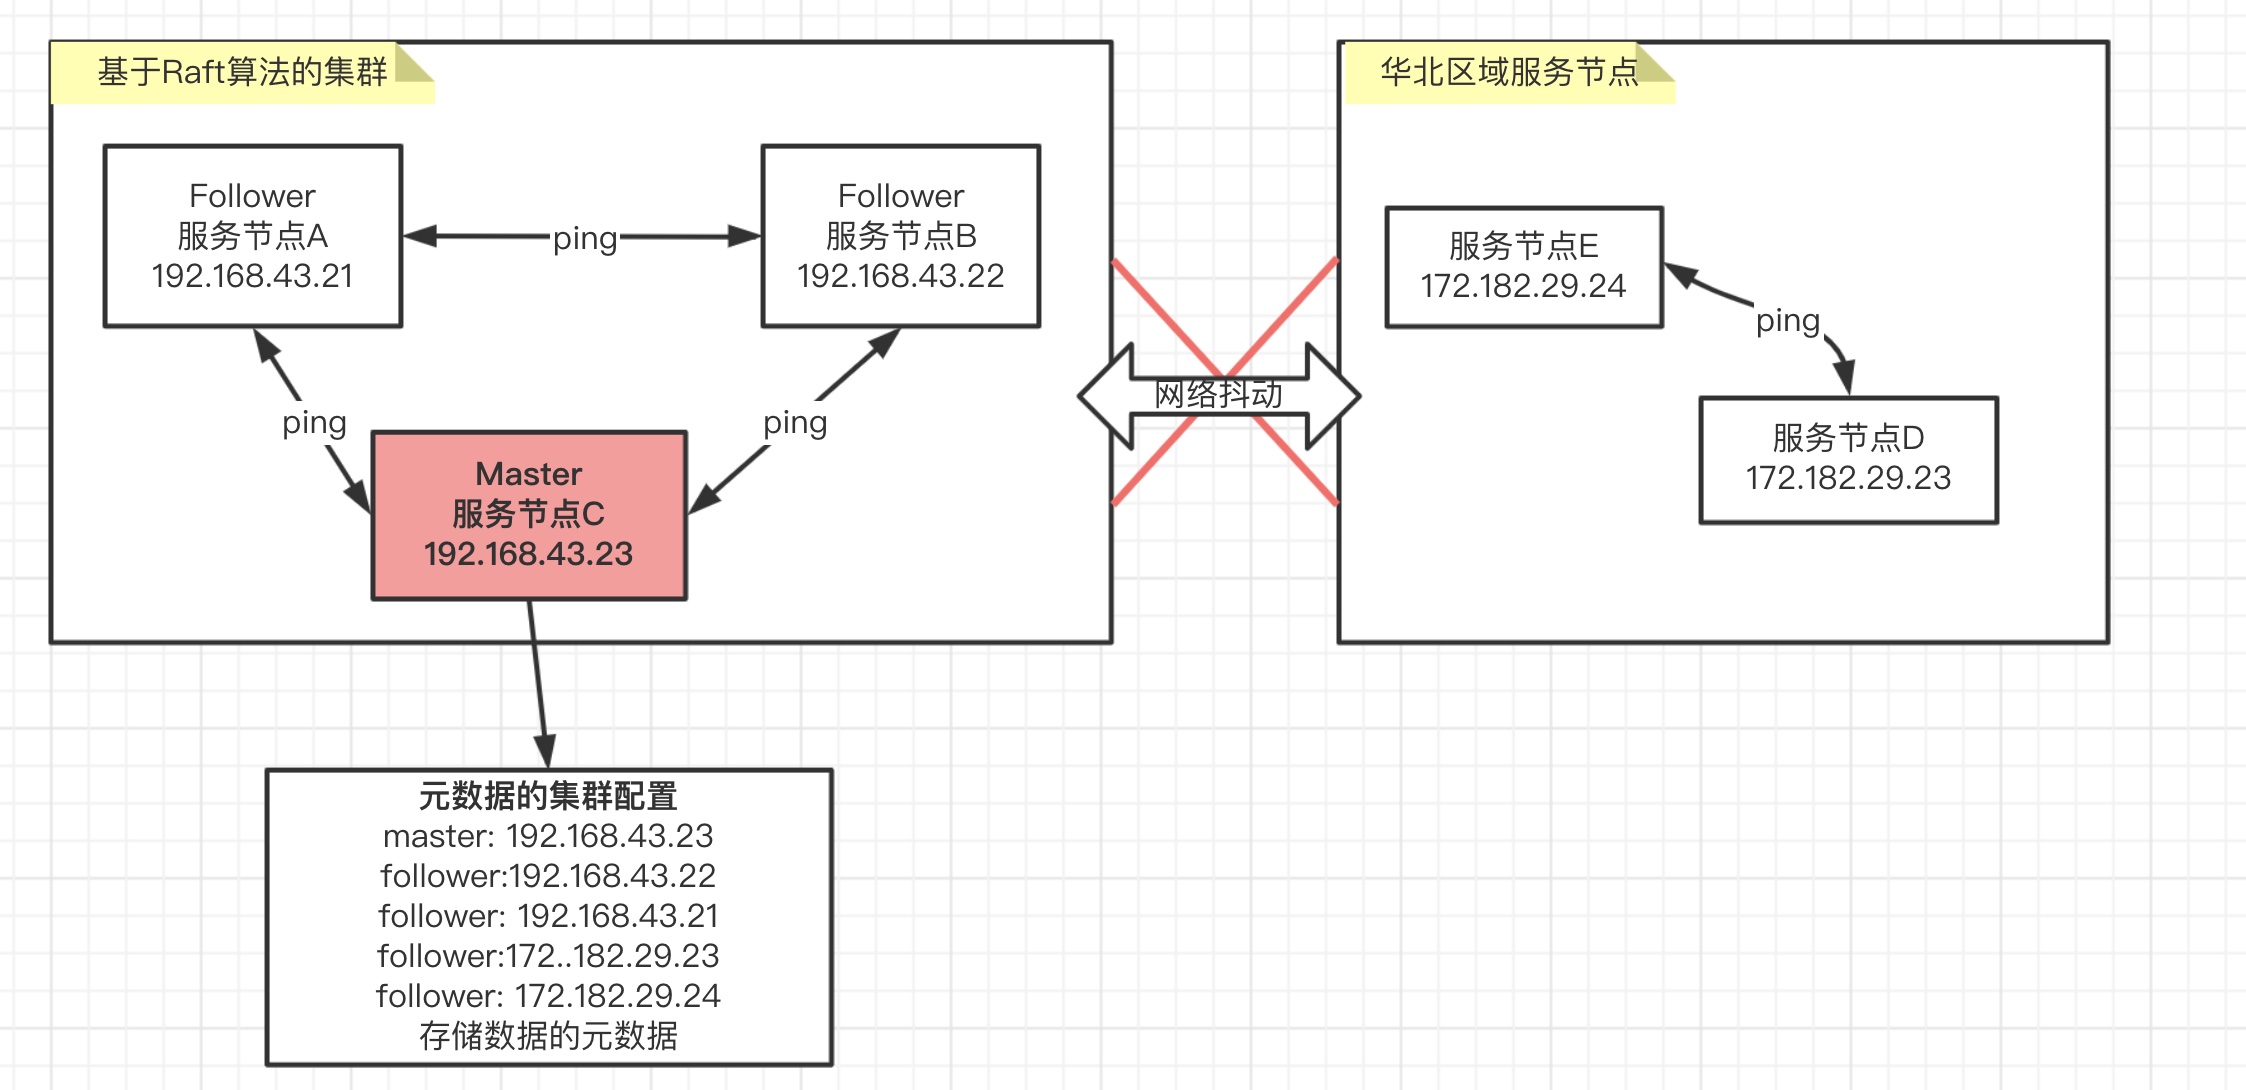 基于Raft算法的集群
华北区域服务节点
Follower
服务节点A
192.168.43.21
ping
Follower
服务节点B
192.168.43.22
服务节点E
172.182.29.24
ping
网络抖动
ping
ping
Master
服务节点C
192.168.43.23
服务节点D
172.182.29.23
元数据的集群配置
master: 192.168.43.23
follower:192.168.43.22
follower: 192.168.43.21
follower:172..182.29.23
follower: 172.182.29.24
存储数据的元数据